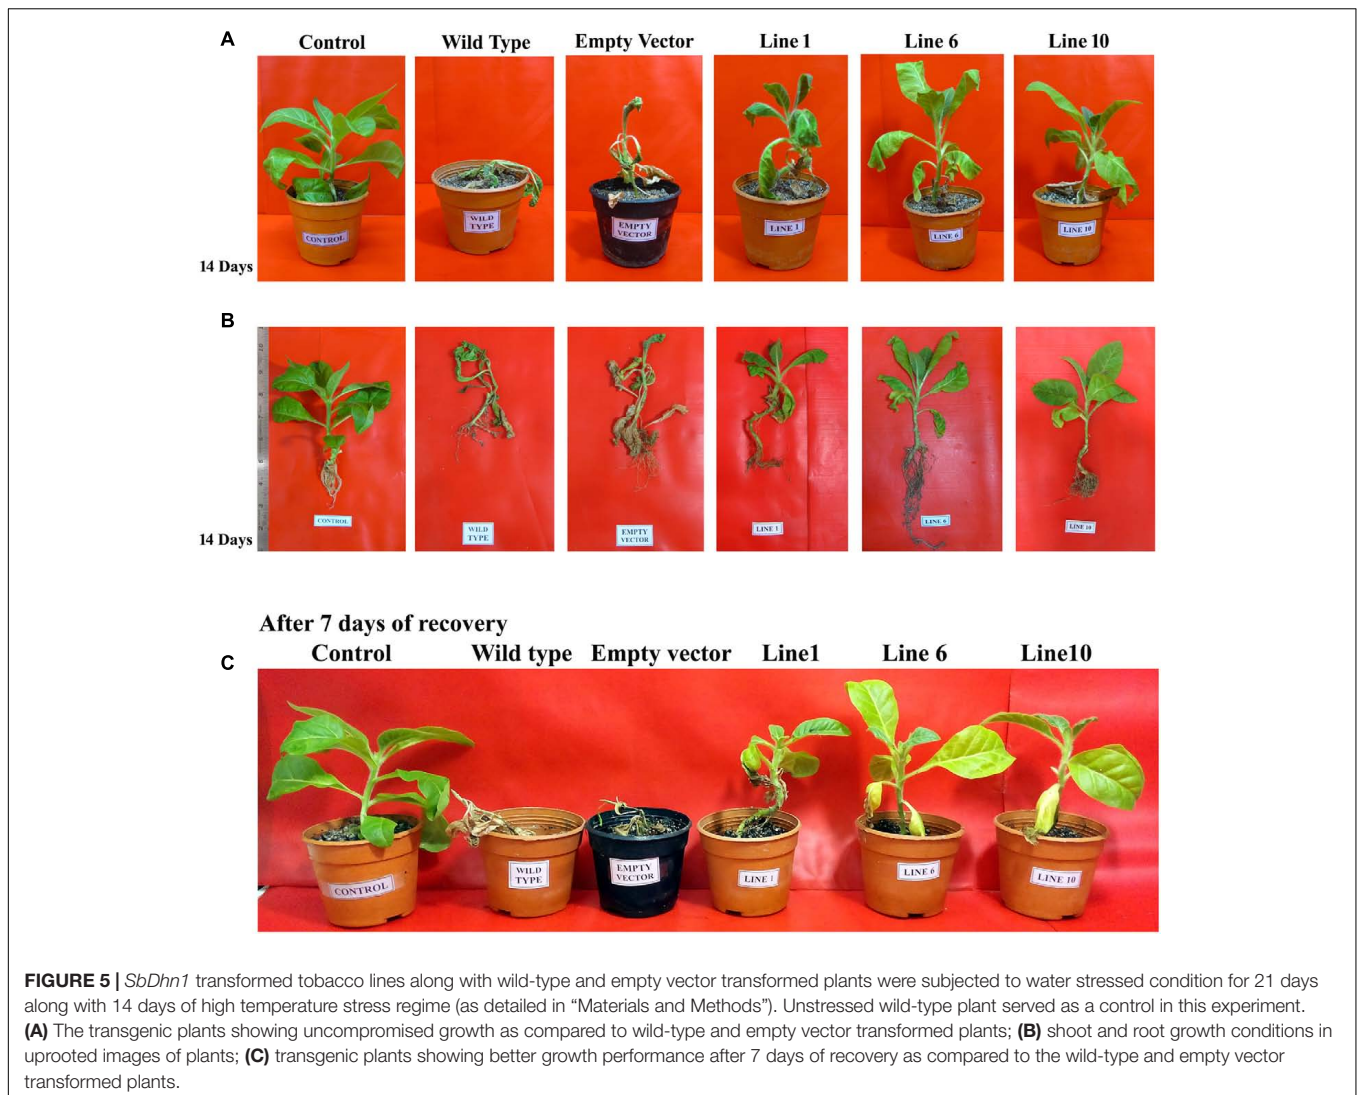 A
Control Wild Type Empty Vector Line 1 Line 6 Line 10
CONTROL
WILD
TYPE
EMPTY
VECTOR
LINE 1
LINE 6
LINE 10
14 Days
B
CONTROL
WILD
TYPE
EMPTY
VECTOR
LINE 1
LINE 6
LINE 10
14 Days
After 7 days of recovery
Control Wild type Empty vector Line1 Line 6 Line10
C
CONTROL
WILD
TYPE
EMPTY
VECTOR
LINE 1
LINE 6
LINE 10
FIGURE 5 | SbDhn1 transformed tobacco lines along with wild-type and empty vector transformed plants were subjected to water stressed condition for 21 days
along with 14 days of high temperature stress regime (as detailed in “Materials and Methods”). Unstressed wild-type plant served as a control in this experiment.
(A) The transgenic plants showing uncompromised growth as compared to wild-type and empty vector transformed plants; (B) shoot and root growth conditions in
uprooted images of plants; (C) transgenic plants showing better growth performance after 7 days of recovery as compared to the wild-type and empty vector
transformed plants.